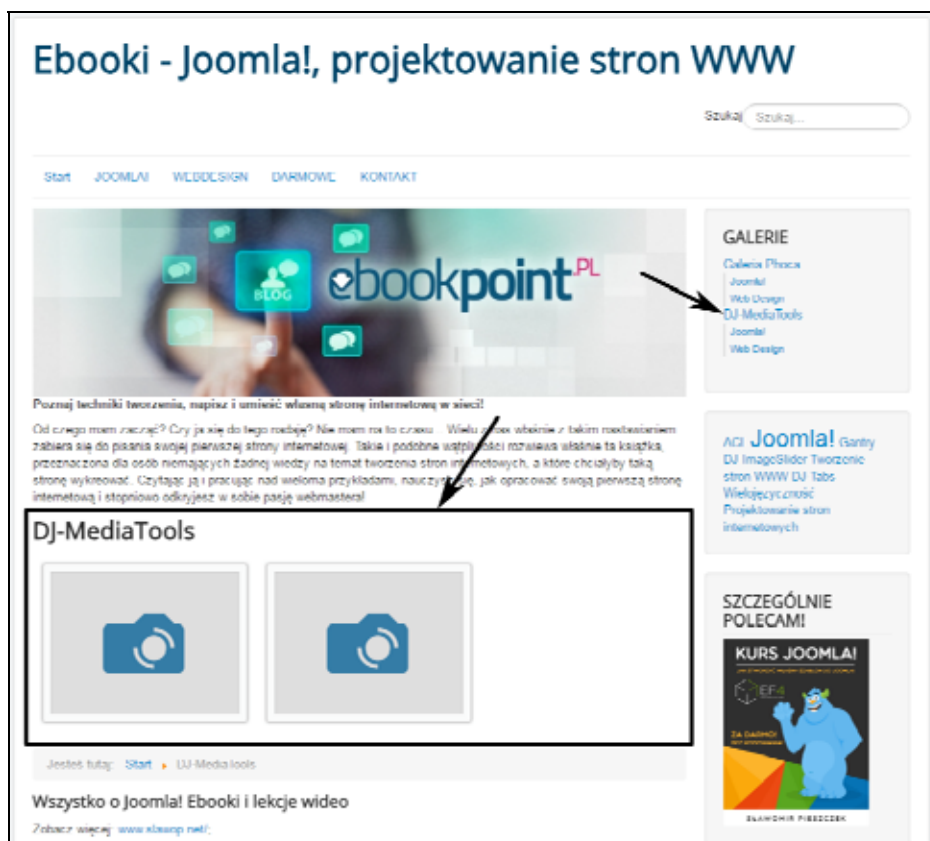 Ebooki - Joomla!, projektowanie stron WWW
Szukaj Szukaj...
Start JOOMLA! WEBDESIGN DARMOWE KONTAKT
BLOG
ebookpoint.PL
Poznaj techniki tworzenia, napisz i umieść własną stronę internetową w sieci!
Od czego mam zacząć? Czy ja się do tego nadaję? Nie mam na to czasu... Wielu z nas właśnie z takim nastawieniem
zabiera się do pisania swojej pierwszej strony internetowej. Takie i podobne wątpliwości rozwiewa właśnie ta książka,
przeznaczona dla osób niemających żadnej wiedzy na temat tworzenia stron internetowych, a które chciałyby taką
stronę wykreować. Czytając ją i pracując nad wieloma przykładami, nauczysz się, jak opracować swoją pierwszą stronę
internetową i stopniowo odkryjesz w sobie pasję webmastera!
DJ-MediaTools
Jesteś tutaj: Start DJ-MediaTools
Wszystko o Joomla! Ebooki i lekcje wideo
Zobacz więcej: www.slawop.net/;
GALERIE
Galeria Phoca
Joomla!
Web Design
DJ-MediaTools
Joomla!
Web Design
ACL Joomla! Gantry
DJ ImageSlider Tworzenie
stron WWW DJ Tabs
Wielojęzyczność
Projektowanie stron
internetowych
SZCZEGÓLNIE
POLECAM!
KURS JOOMLA!
EF4
ZA DARMO!
SŁAWOMIR PIESZCZEK